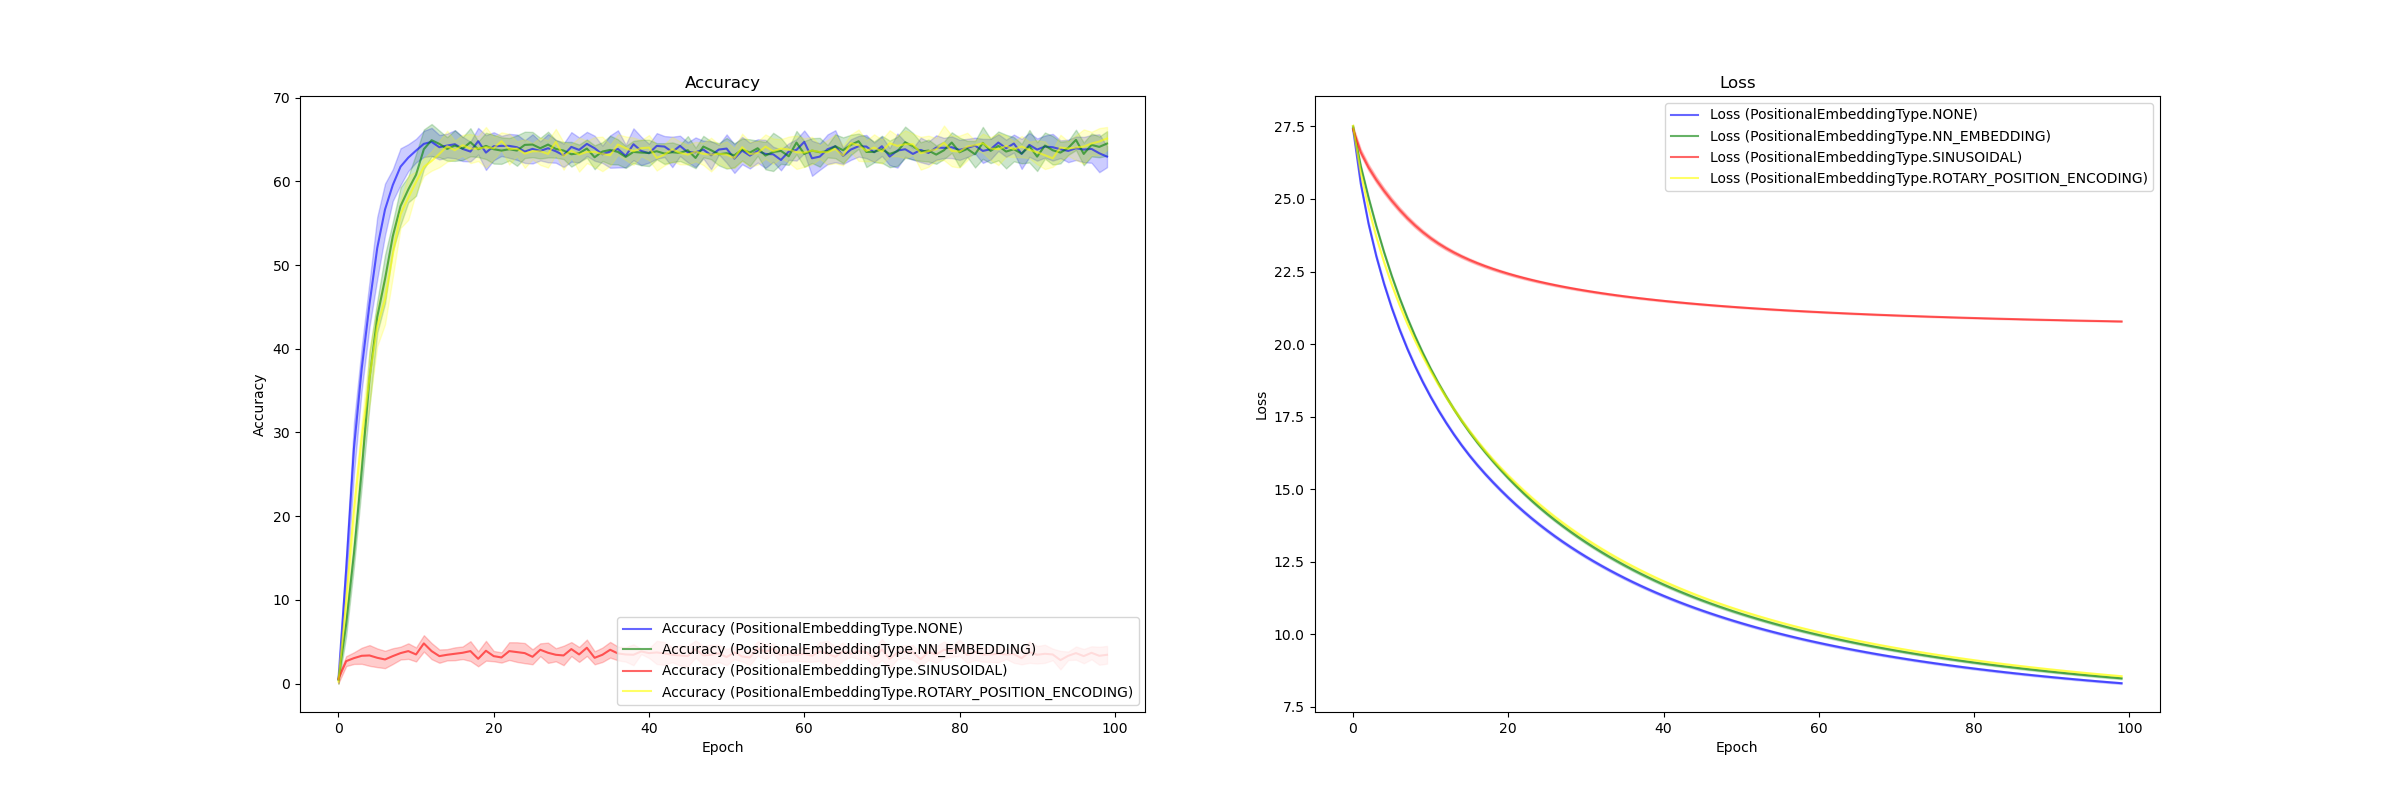 Accuracy
70
60
50
40
30
20
10
0
Accuracy
Accuracy (PositionalEmbeddingType.NONE)
Accuracy (PositionalEmbeddingType.NN_EMBEDDING)
Accuracy (PositionalEmbeddingType.SINUSOIDAL)
Accuracy (PositionalEmbeddingType.ROTARY_POSITION_ENCODING)
0 20 40 60 80 100
Epoch
Loss
27.5
25.0
22.5
20.0
17.5
15.0
12.5
10.0
7.5
Loss
Loss (PositionalEmbeddingType.NONE)
Loss (PositionalEmbeddingType.NN_EMBEDDING)
Loss (PositionalEmbeddingType.SINUSOIDAL)
Loss (PositionalEmbeddingType.ROTARY_POSITION_ENCODING)
0 20 40 60 80 100
Epoch